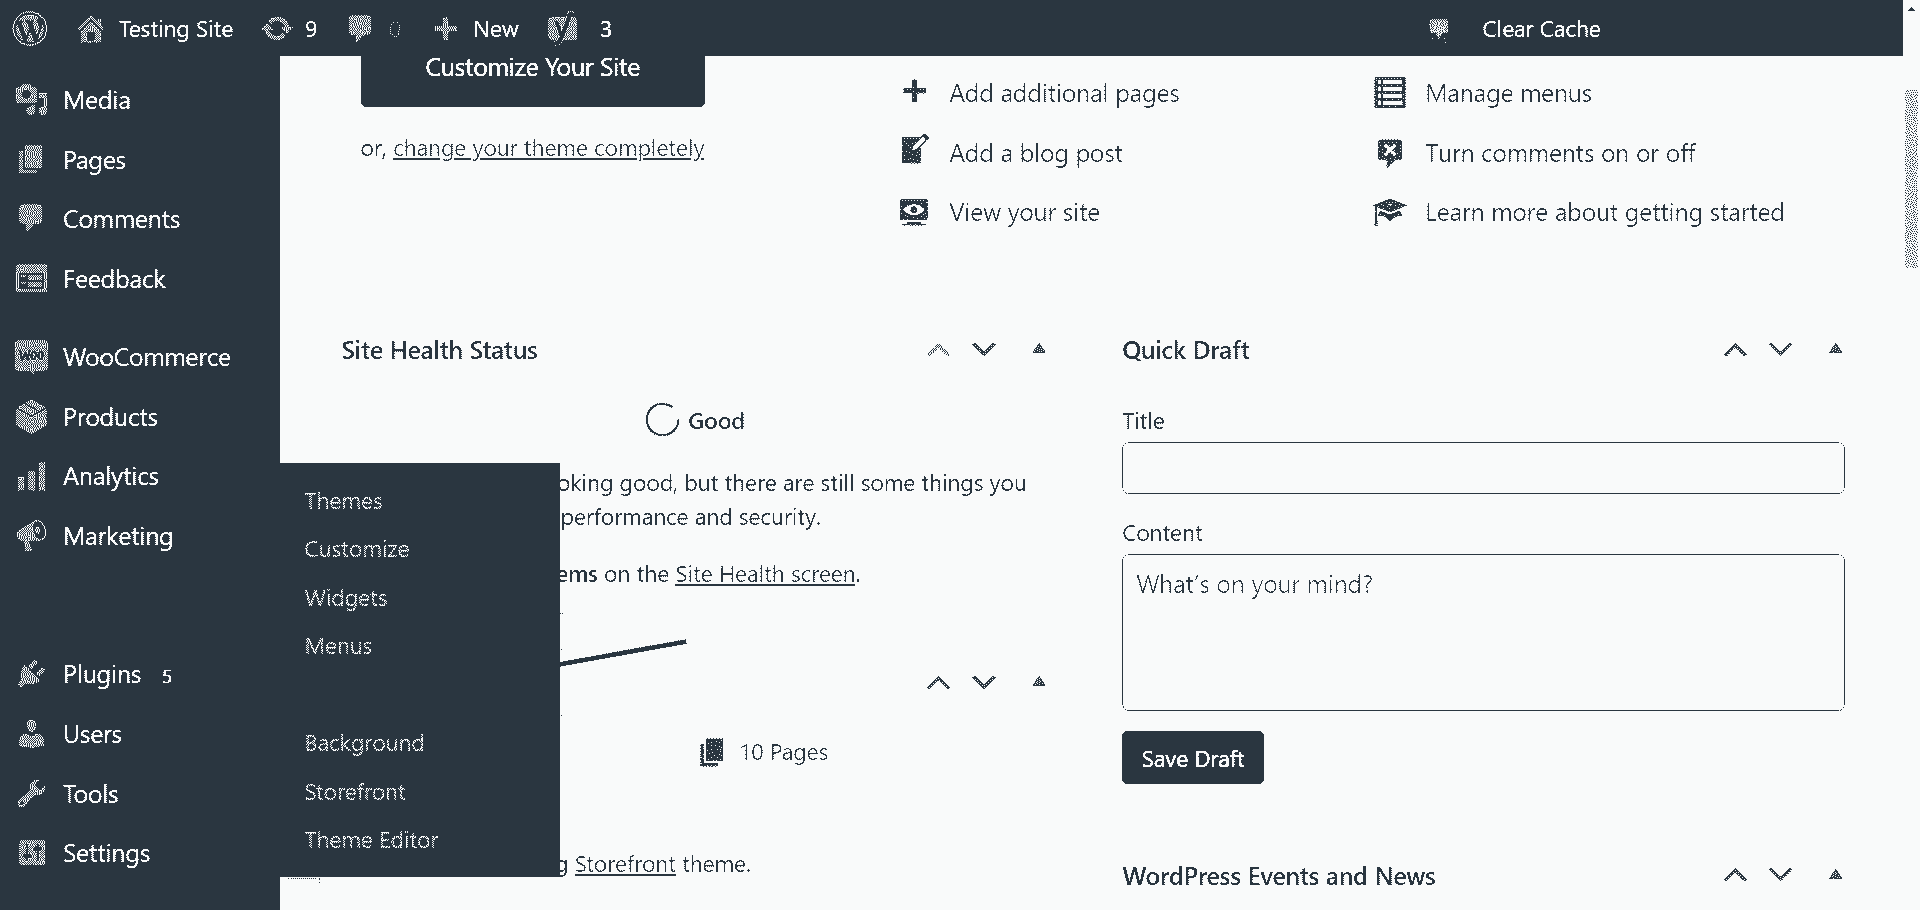 Testing Site
9
0
New
3
Clear Cache
Media
Pages
Comments
Feedback
WooCommerce
Products
Analytics
Marketing
Plugins 5
Users
Tools
Settings
Themes
Customize
Widgets
Menus
Background
Storefront
Theme Editor
Customize Your Site
or, change your theme completely
Add additional pages
Add a blog post
View your site
Manage menus
Turn comments on or off
Learn more about getting started
Site Health Status
Good
oking good, but there are still some things you
performance and security.
ems on the Site Health screen.
10 Pages
g Storefront theme.
Quick Draft
Title
Content
What's on your mind?
Save Draft
WordPress Events and News